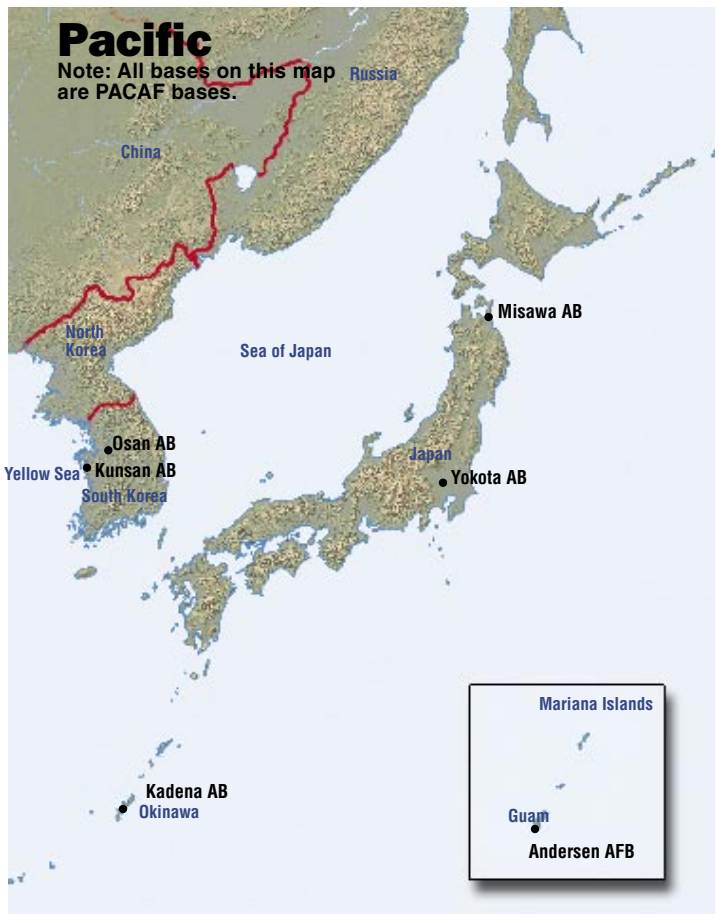 Pacific
Note: All bases on this map
are PACAF bases.
Russia
China
North
Korea
Sea of Japan
Misawa AB
Osan AB
Yellow Sea
Kunsan AB
South Korea
Japan
Yokota AB
Kadena AB
Okinawa
Mariana Islands
Guam
Andersen AFB